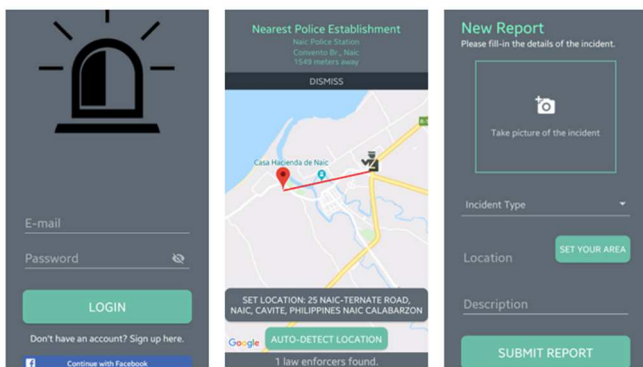 E-mail
Password
LOGIN
Don't have an account? Sign up here.
Continue with Facebook
Nearest Police Establishment
Naic Police Station
Convento Br., Naic
1549 meters away
DISMISS
Casa Hacienda de Naic
SET LOCATION: 25 NAIC-TERNATE ROAD,
NAIC, CAVITE, PHILIPPINES NAIC CALABARZON
Google
AUTO-DETECT LOCATION
1 law enforcers found.
New Report
Please fill-in the details of the incident.
Take picture of the incident
Incident Type
Location
SET YOUR AREA
Description
SUBMIT REPORT